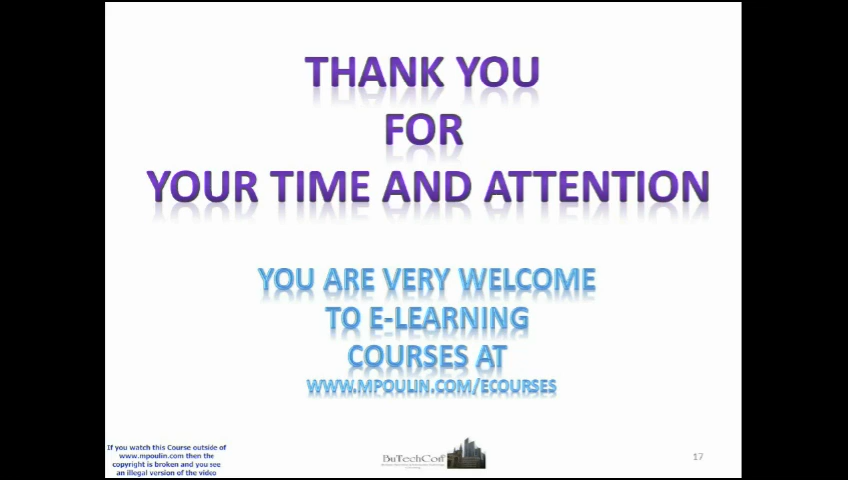 THANK YOU
FOR
YOUR TIME AND ATTENTION
YOU ARE VERY WELCOME
TO E-LEARNING
COURSES AT
WWW.MPOULIN.COM/ECOURSES
If you watch this Course outside of
www.mpoulin.com then the
copyright is broken and you see
an illegal version of the video
BuTechCon
17